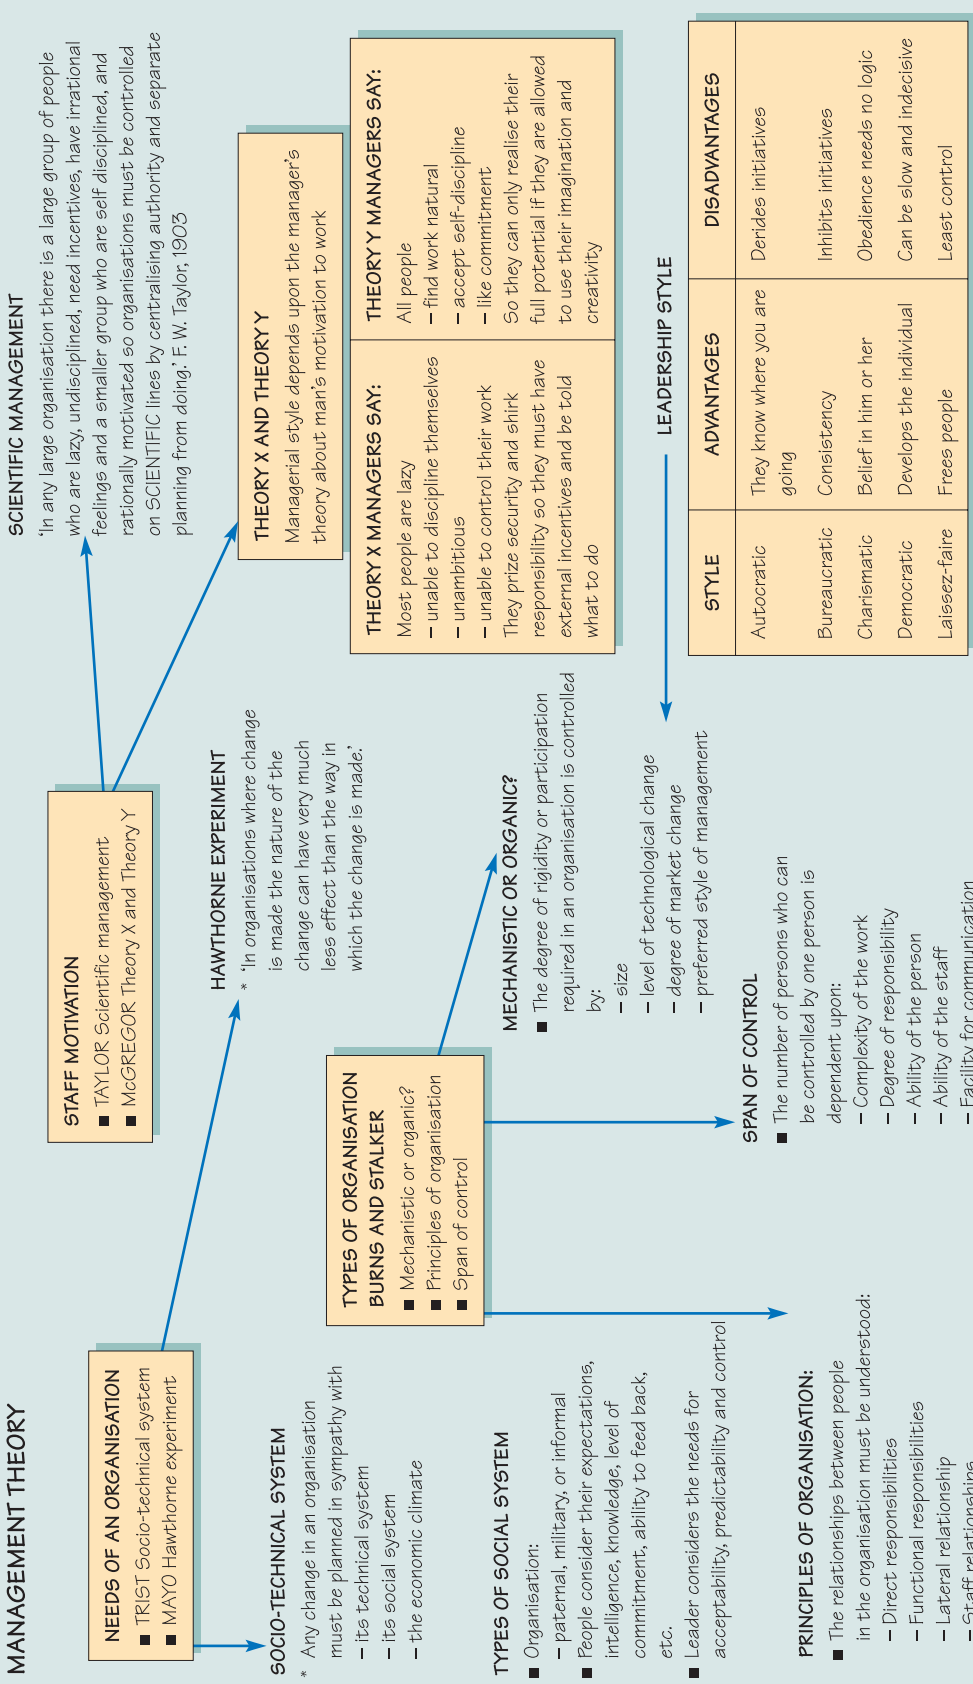 MANAGEMENT THEORY
NEEDS OF AN ORGANISATION
■ TRIST Socio-technical system
■ MAYO Hawthorne experiment
SOCIO-TECHNICAL SYSTEM
* Any change in an organisation
must be planned in sympathy with
– its technical system
– its social system
– the economic climate
TYPES OF SOCIAL SYSTEM
■ Organisation:
– paternal, military, or informal
■ People consider their expectations,
intelligence, knowledge, level of
commitment, ability to feed back,
etc.
■ Leader considers the needs for
acceptability, predictability and control
PRINCIPLES OF ORGANISATION:
■ The relationships between people
in the organisation must be understood:
– Direct responsibilities
– Functional responsibilities
– Lateral relationship
– Staff relationships
STAFF MOTIVATION
■ TAYLOR Scientific management
■ McGREGOR Theory X and Theory Y
HAWTHORNE EXPERIMENT
* 'In organisations where change
is made the nature of the
change can have very much
less effect than the way in
which the change is made.'
TYPES OF ORGANISATION
BURNS AND STALKER
■ Mechanistic or organic?
■ Principles of organisation
■ Span of control
MECHANISTIC OR ORGANIC?
■ The degree of rigidity or participation
required in an organisation is controlled
by:
– size
– level of technological change
– degree of market change
– preferred style of management
SPAN OF CONTROL
■ The number of persons who can
be controlled by one person is
dependent upon:
– Complexity of the work
– Degree of responsibility
– Ability of the person
– Ability of the staff
– Facility for communication
SCIENTIFIC MANAGEMENT
'In any large organisation there is a large group of people
who are lazy, undisciplined, need incentives, have irrational
feelings and a smaller group who are self disciplined, and
rationally motivated so organisations must be controlled
on SCIENTIFIC lines by centralising authority and separate
planning from doing.' F. W. Taylor, 1903
THEORY X AND THEORY Y
Managerial style depends upon the manager's
theory about man's motivation to work
THEORY X MANAGERS SAY:
Most people are lazy
– unable to discipline themselves
– unambitious
– unable to control their work
They prize security and shirk
responsibility so they must have
external incentives and be told
what to do
THEORY Y MANAGERS SAY:
All people
– find work natural
– accept self-discipline
– like commitment
So they can only realise their
full potential if they are allowed
to use their imagination and
creativity
LEADERSHIP STYLE
STYLE ADVANTAGES DISADVANTAGES
Autocratic They know where you are Derides initiatives
going
Bureaucratic Consistency Inhibits initiatives
Charismatic Belief in him or her Obedience needs no logic
Democratic Develops the individual Can be slow and indecisive
Laissez-faire Frees people Least control